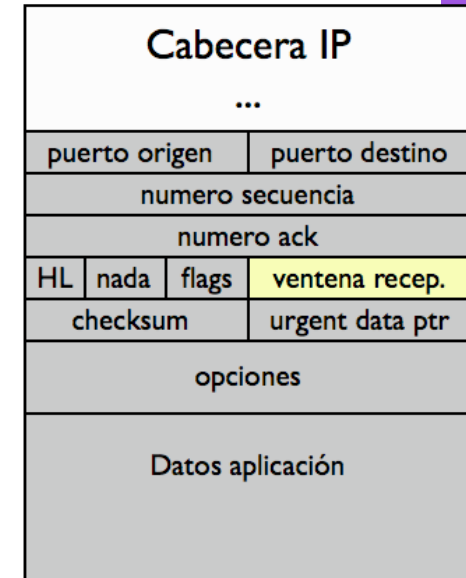 Cabecera IP
...
puerto origen puerto destino
numero secuencia
numero ack
HL nada flags ventena recep.
checksum urgent data ptr
opciones
Datos aplicación